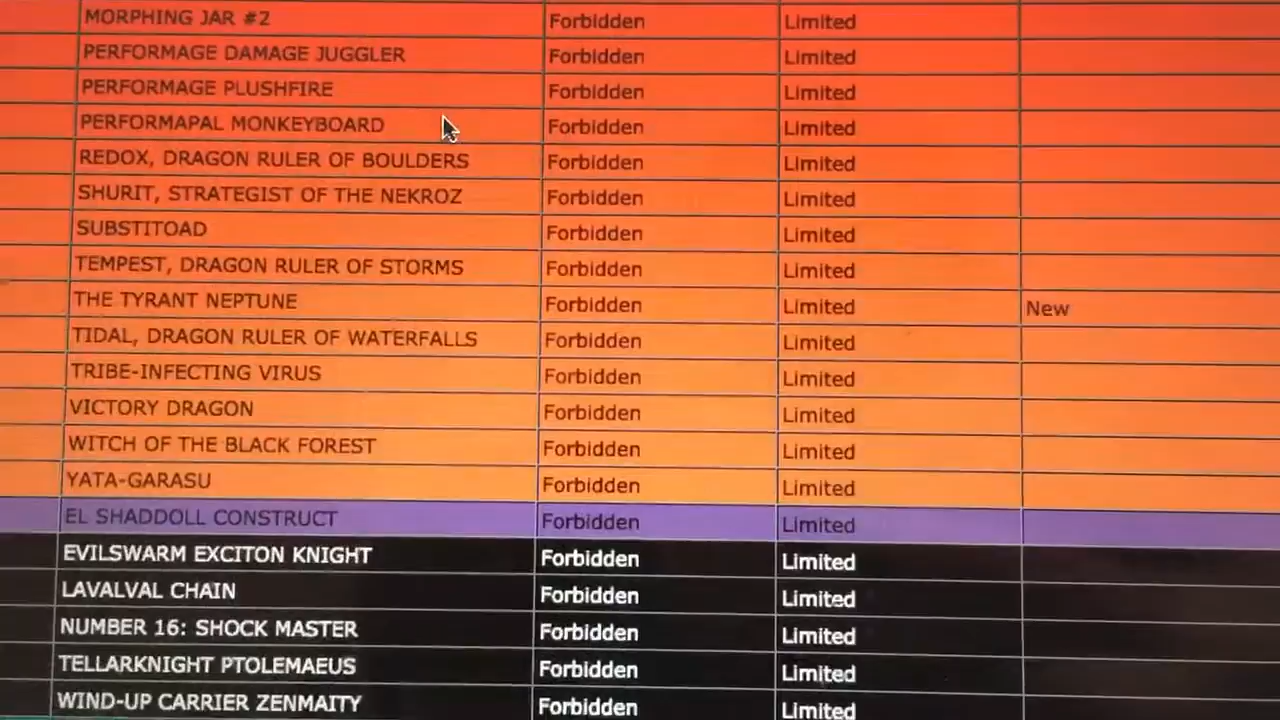 MORPHING JAR #2 Forbidden Limited
PERFORMAGE DAMAGE JUGGLER Forbidden Limited
PERFORMAGE PLUSHFIRE Forbidden Limited
PERFORMAPAL MONKEYBOARD Forbidden Limited
REDOX, DRAGON RULER OF BOULDERS Forbidden Limited
SHURIT, STRATEGIST OF THE NEKROZ Forbidden Limited
SUBSTITOAD Forbidden Limited
TEMPEST, DRAGON RULER OF STORMS Forbidden Limited
THE TYRANT NEPTUNE Forbidden Limited New
TIDAL, DRAGON RULER OF WATERFALLS Forbidden Limited
TRIBE-INFECTING VIRUS Forbidden Limited
VICTORY DRAGON Forbidden Limited
WITCH OF THE BLACK FOREST Forbidden Limited
YATA-GARASU Forbidden Limited
EL SHADDOLL CONSTRUCT Forbidden Limited
EVILSWARM EXCITON KNIGHT Forbidden Limited
LAVALVAL CHAIN Forbidden Limited
NUMBER 16: SHOCK MASTER Forbidden Limited
TELLARKNIGHT PTOLEMAEUS Forbidden Limited
WIND-UP CARRIER ZENMAITY Forbidden Limited